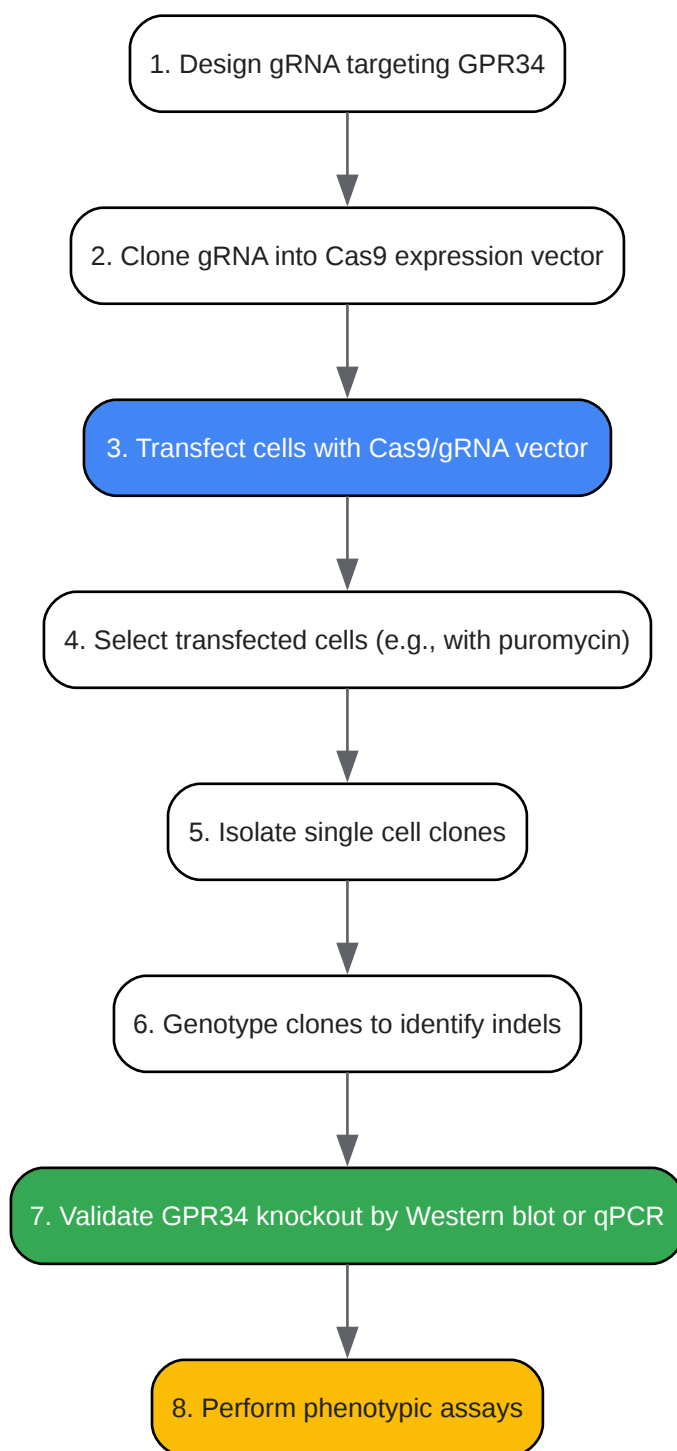 1. Design gRNA targeting GPR34
2. Clone gRNA into Cas9 expression vector
3. Transfect cells with Cas9/gRNA vector
4. Select transfected cells (e.g., with puromycin)
5. Isolate single cell clones
6. Genotype clones to identify indels
7. Validate GPR34 knockout by Western blot or qPCR
8. Perform phenotypic assays